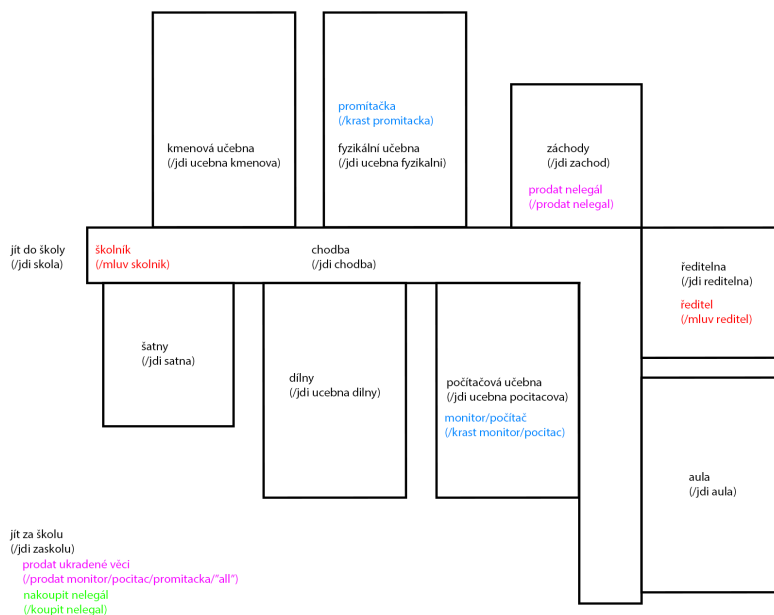 promítačka
(/krast promitacka)
kmenová učebna
(/jdi ucebna kmenova)
fyzikální učebna
(/jdi ucebna fyzikalni)
záchody
(/jdi zachod)
prodat nelegál
(/prodat nelegal)
jít do školy
(/jdi skola)
školník
(/mluv skolnik)
chodba
(/jdi chodba)
ředitelna
(/jdi reditelna)
ředitel
(/mluv reditel)
šatny
(/jdi satna)
dílny
(/jdi ucebna dilny)
počítačová učebna
(/jdi ucebna pocitacova)
monitor/počítač
(/krast monitor/pocitac)
aula
(/jdi aula)
jít za školu
(/jdi zaskolu)
prodat ukradené věci
(/prodat monitor/pocitac/promitacka/"all")
nakoupit nelegál
(/koupit nelegal)